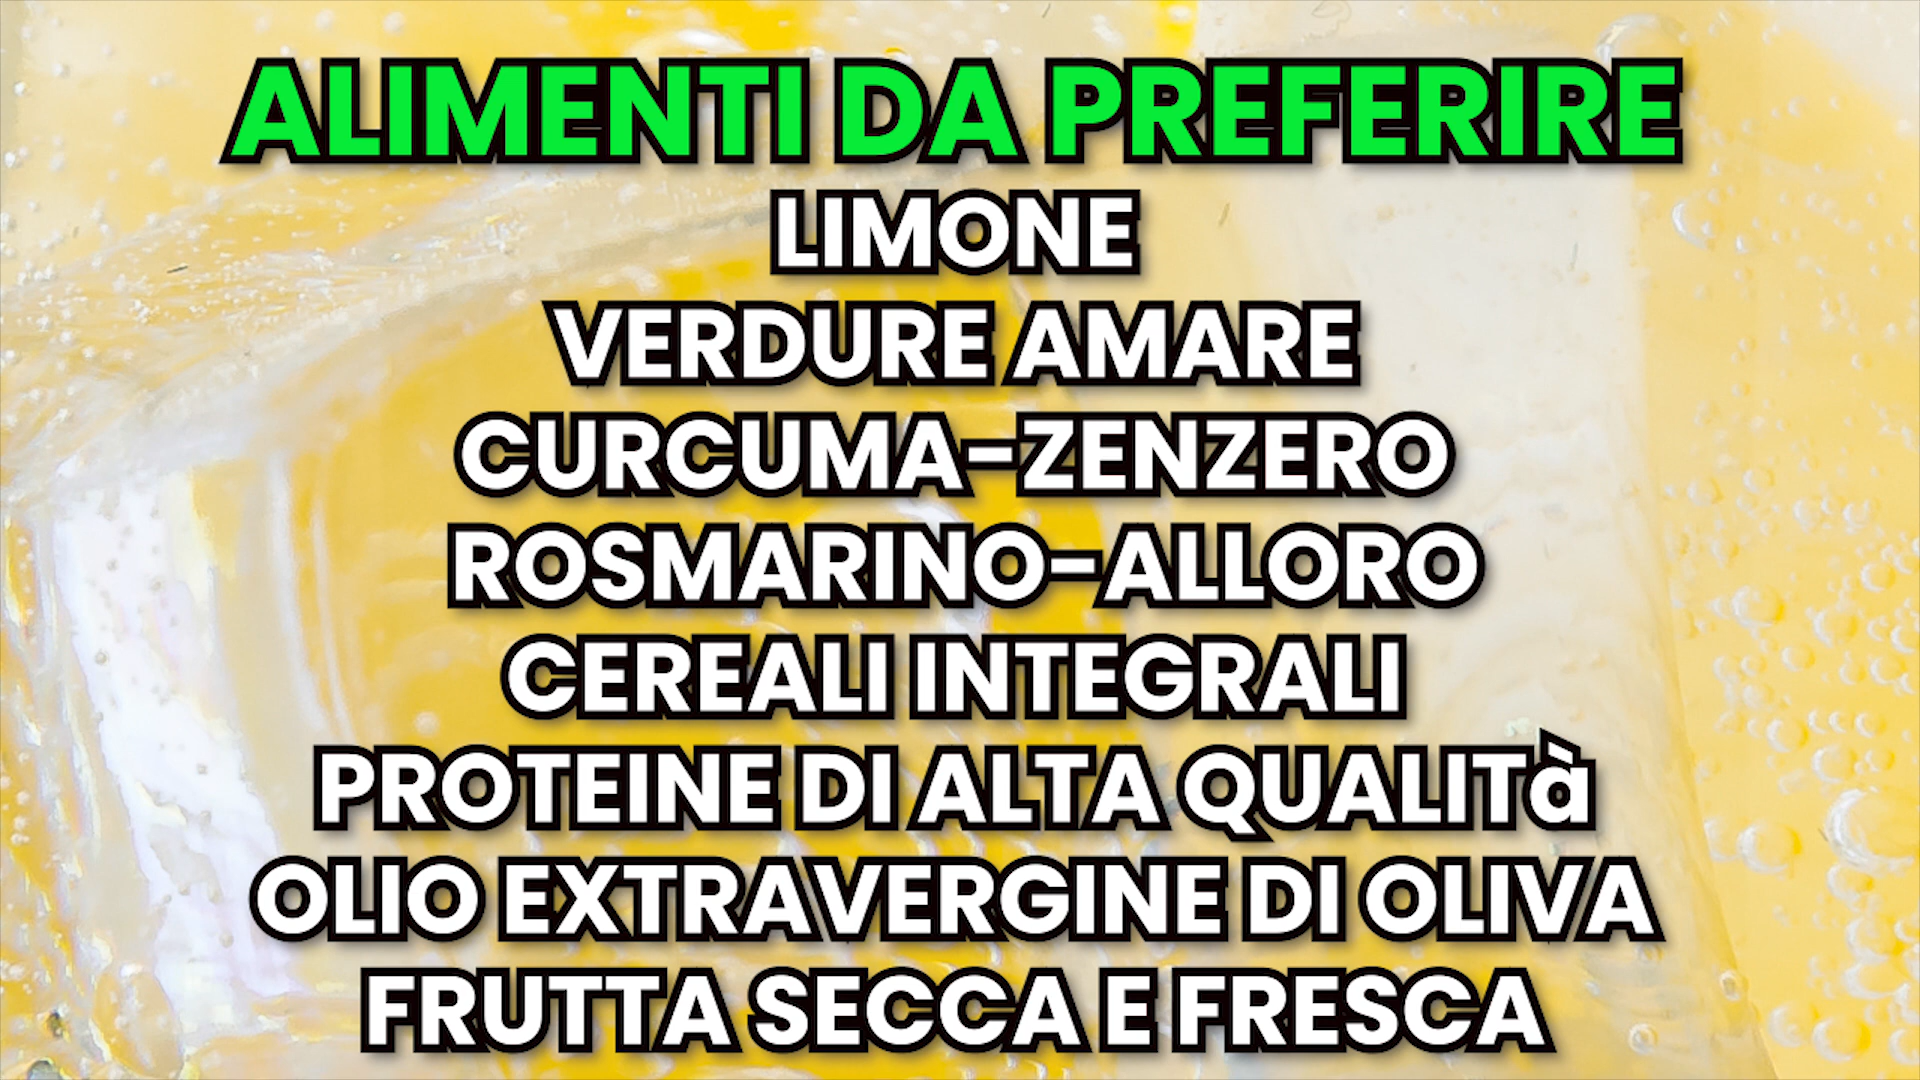 ALIMENTI DA PREFERIRE
LIMONE
VERDURE AMARE
CURCUMA-ZENZERO
ROSMARINO-ALLORO
CEREALI INTEGRALI
PROTEINE DI ALTA QUALITà
OLIO EXTRAVERGINE DI OLIVA
FRUTTA SECCA E FRESCA